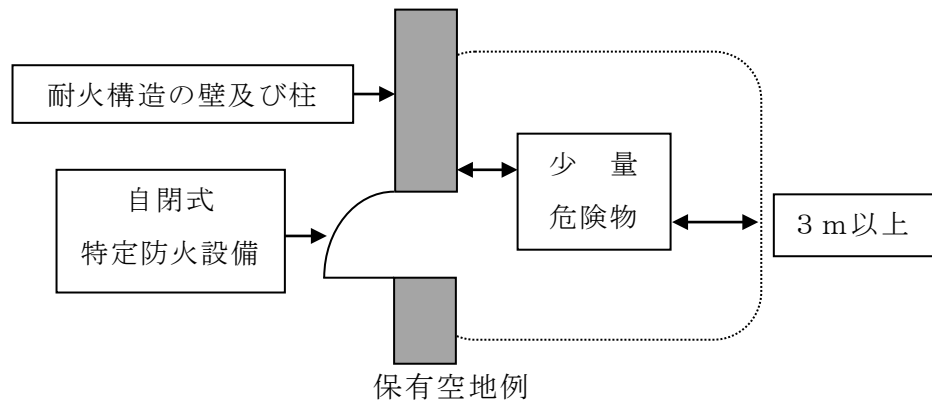 耐火構造の壁及び柱
自閉式
特定防火設備
少　量
危険物
３ｍ以上
保有空地例